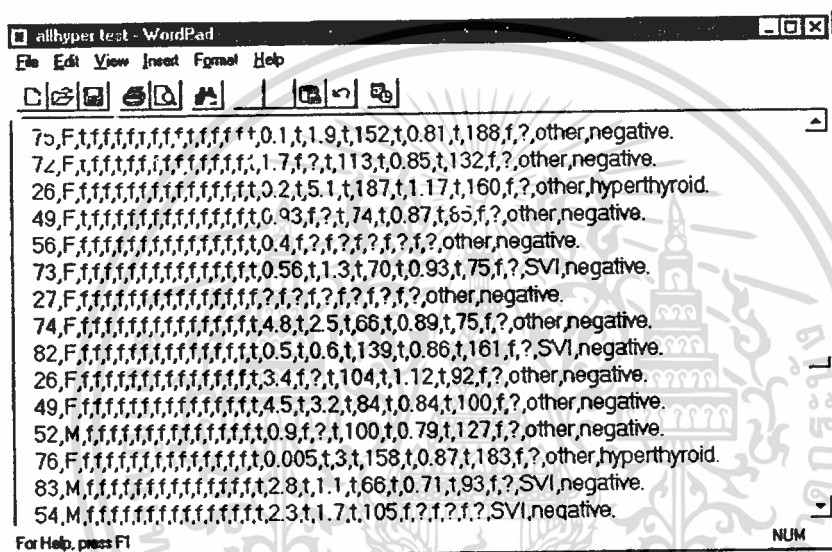 allhyper test - WordPad
File Edit View Insert Format Help
75,F,t,f,f,f,f,f,f,f,f,t,f,f,f,f,t,0.1,t,1.9,t,152,t,0.81,t,188,f,?,other,negative.
72,F,t,f,f,t,f,f,f,f,f,f,f,f,f,f,t,1.7,f,?,t,113,t,0.85,t,132,f,?,other,negative.
26,F,f,f,f,f,f,f,f,f,f,f,f,f,f,f,t,0.2,t,5.1,t,187,t,1.17,t,160,f,?,other,hyperthyroid.
49,F,t,f,f,f,f,f,f,f,f,f,f,f,f,f,t,0.93,f,?,t,74,t,0.87,t,85,f,?,other,negative.
56,F,f,f,f,f,f,f,f,f,f,f,f,f,f,f,t,0.4,f,?,f,?,f,?,f,?,f,?,other,negative.
73,F,f,f,f,f,f,f,f,f,f,f,f,f,f,f,t,0.56,t,1.3,t,70,t,0.93,t,75,f,?,SVI,negative.
27,F,f,f,f,f,f,f,f,f,f,f,f,f,f,f,f,?,f,?,f,?,f,?,f,?,f,?,other,negative.
74,F,f,f,f,f,f,f,f,f,f,f,f,f,f,f,t,4.8,t,2.5,t,66,t,0.89,t,75,f,?,other,negative.
82,F,f,f,f,f,f,f,f,f,f,f,f,f,f,f,t,0.5,t,0.6,t,139,t,0.86,t,161,f,?,SVI,negative.
26,F,f,f,f,f,f,f,f,f,f,f,f,f,f,f,t,3.4,f,?,t,104,t,1.12,t,92,f,?,other,negative.
49,F,f,f,f,f,f,f,f,f,f,f,f,f,f,f,t,4.5,t,3.2,t,84,t,0.84,t,100,f,?,other,negative.
52,M,f,f,f,f,f,f,f,f,f,f,f,f,f,f,t,0.9,f,?,t,100,t,0.79,t,127,f,?,other,negative.
76,F,f,f,f,f,f,f,f,f,f,f,f,f,f,f,t,0.005,t,3,t,158,t,0.87,t,183,f,?,other,hyperthyroid.
83,M,f,f,f,f,f,f,f,f,f,f,f,f,f,f,t,2.8,t,1.1,t,66,t,0.71,t,93,f,?,SVI,negative.
54,M,f,f,f,f,f,f,f,f,f,f,f,f,f,f,t,2.3,t,1.7,t,105,f,?,f,?,f,?,SVI,negative.
For Help, press F1
NUM